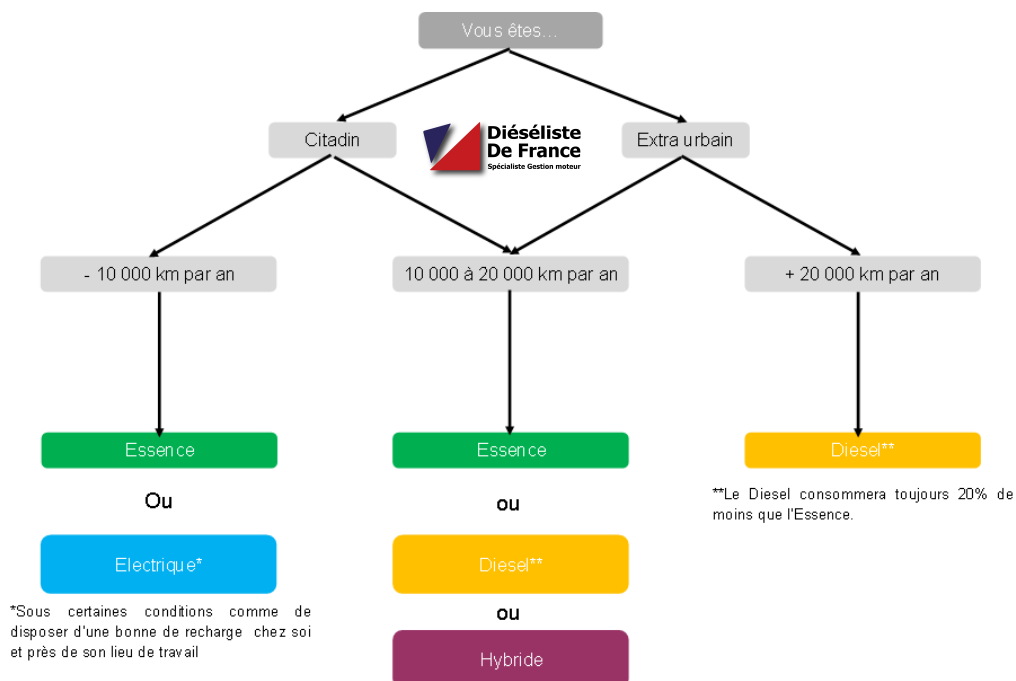 Vous êtes...
Citadin
Diéséliste
De France
Spécialiste Gestion moteur
Extra urbain
- 10 000 km par an
10 000 à 20 000 km par an
+ 20 000 km par an
Essence
Essence
Diesel**
Ou
ou
**Le Diesel consommera toujours 20% de
moins que l'Essence.
Electrique*
Diesel**
*Sous certaines conditions comme de
disposer d'une bonne de recharge chez soi
et près de son lieu de travail
ou
Hybride